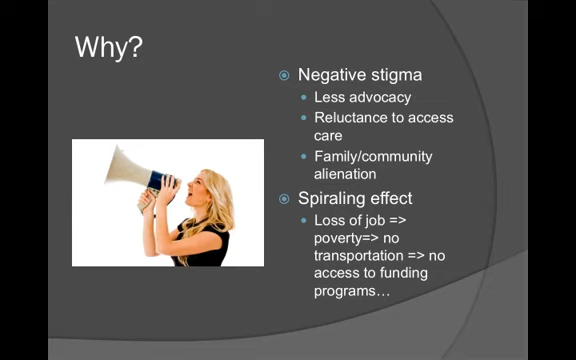 Why?
Negative stigma
Less advocacy
Reluctance to access
care
Family/community
alienation
Spiraling effect
Loss of job =>
poverty=> no
transportation => no
access to funding
programs…